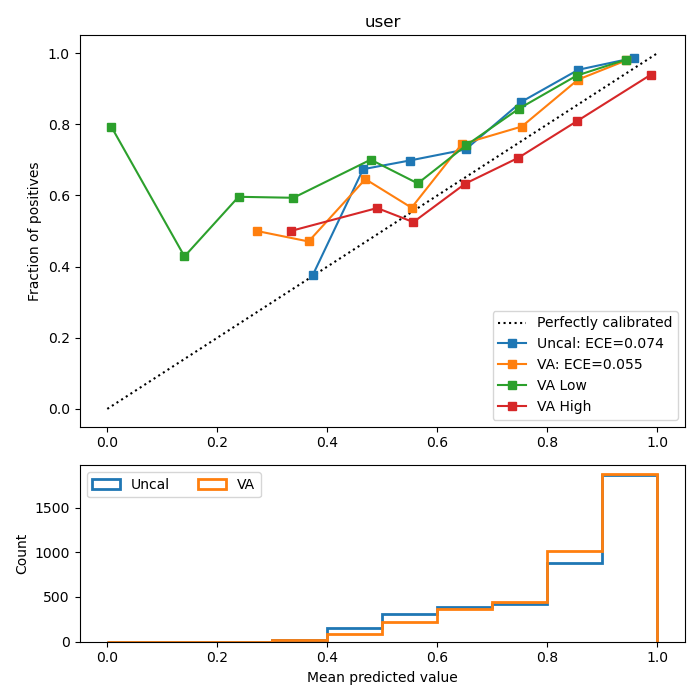 user
1.0
0.8
0.6
0.4
0.2
0.0
Fraction of positives
Perfectly calibrated
Uncal: ECE=0.074
VA: ECE=0.055
VA Low
VA High
0.0 0.2 0.4 0.6 0.8 1.0
Uncal VA
1500
1000
500
0
Count
0.0 0.2 0.4 0.6 0.8 1.0
Mean predicted value